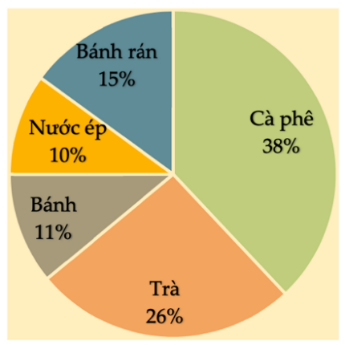 Bánh rán
15%
Cà phê
38%
Nước ép
10%
Bánh
11%
Trà
26%